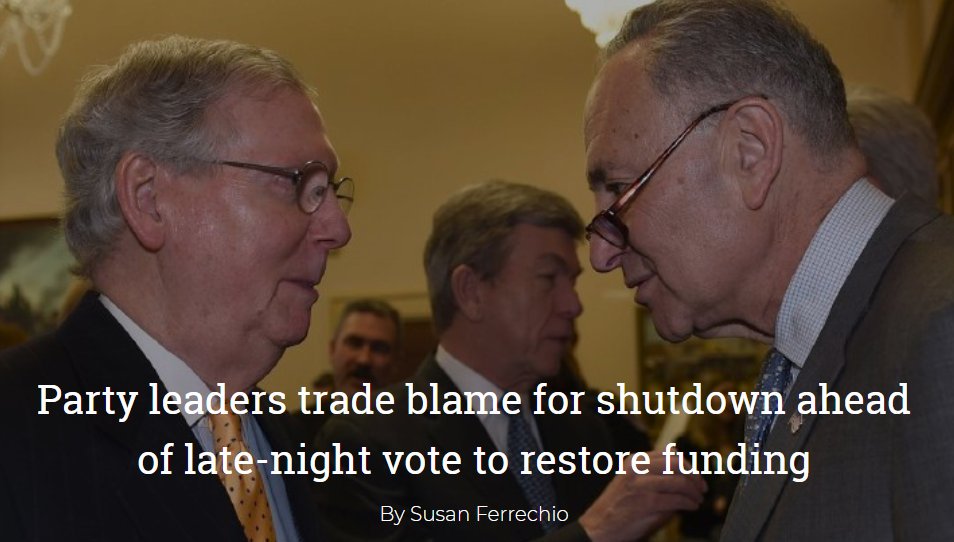 Party leaders trade blame for shutdown ahead
of late-night vote to restore funding
By Susan Ferrechio